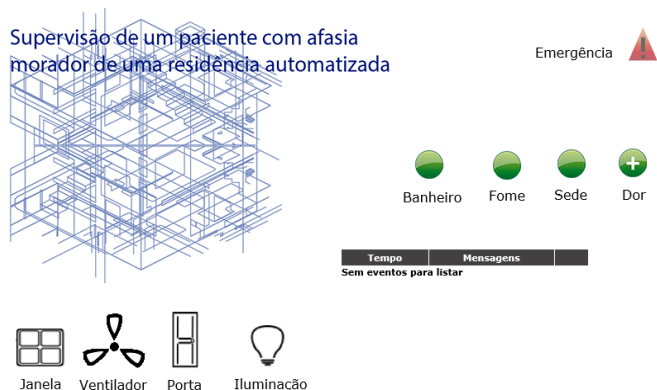 Supervisão de um paciente com afasia
morador de uma residência automatizada
Emergência
Banheiro Fome Sede Dor
Tempo Mensagens
Sem eventos para listar
Janela Ventilador Porta Iluminação